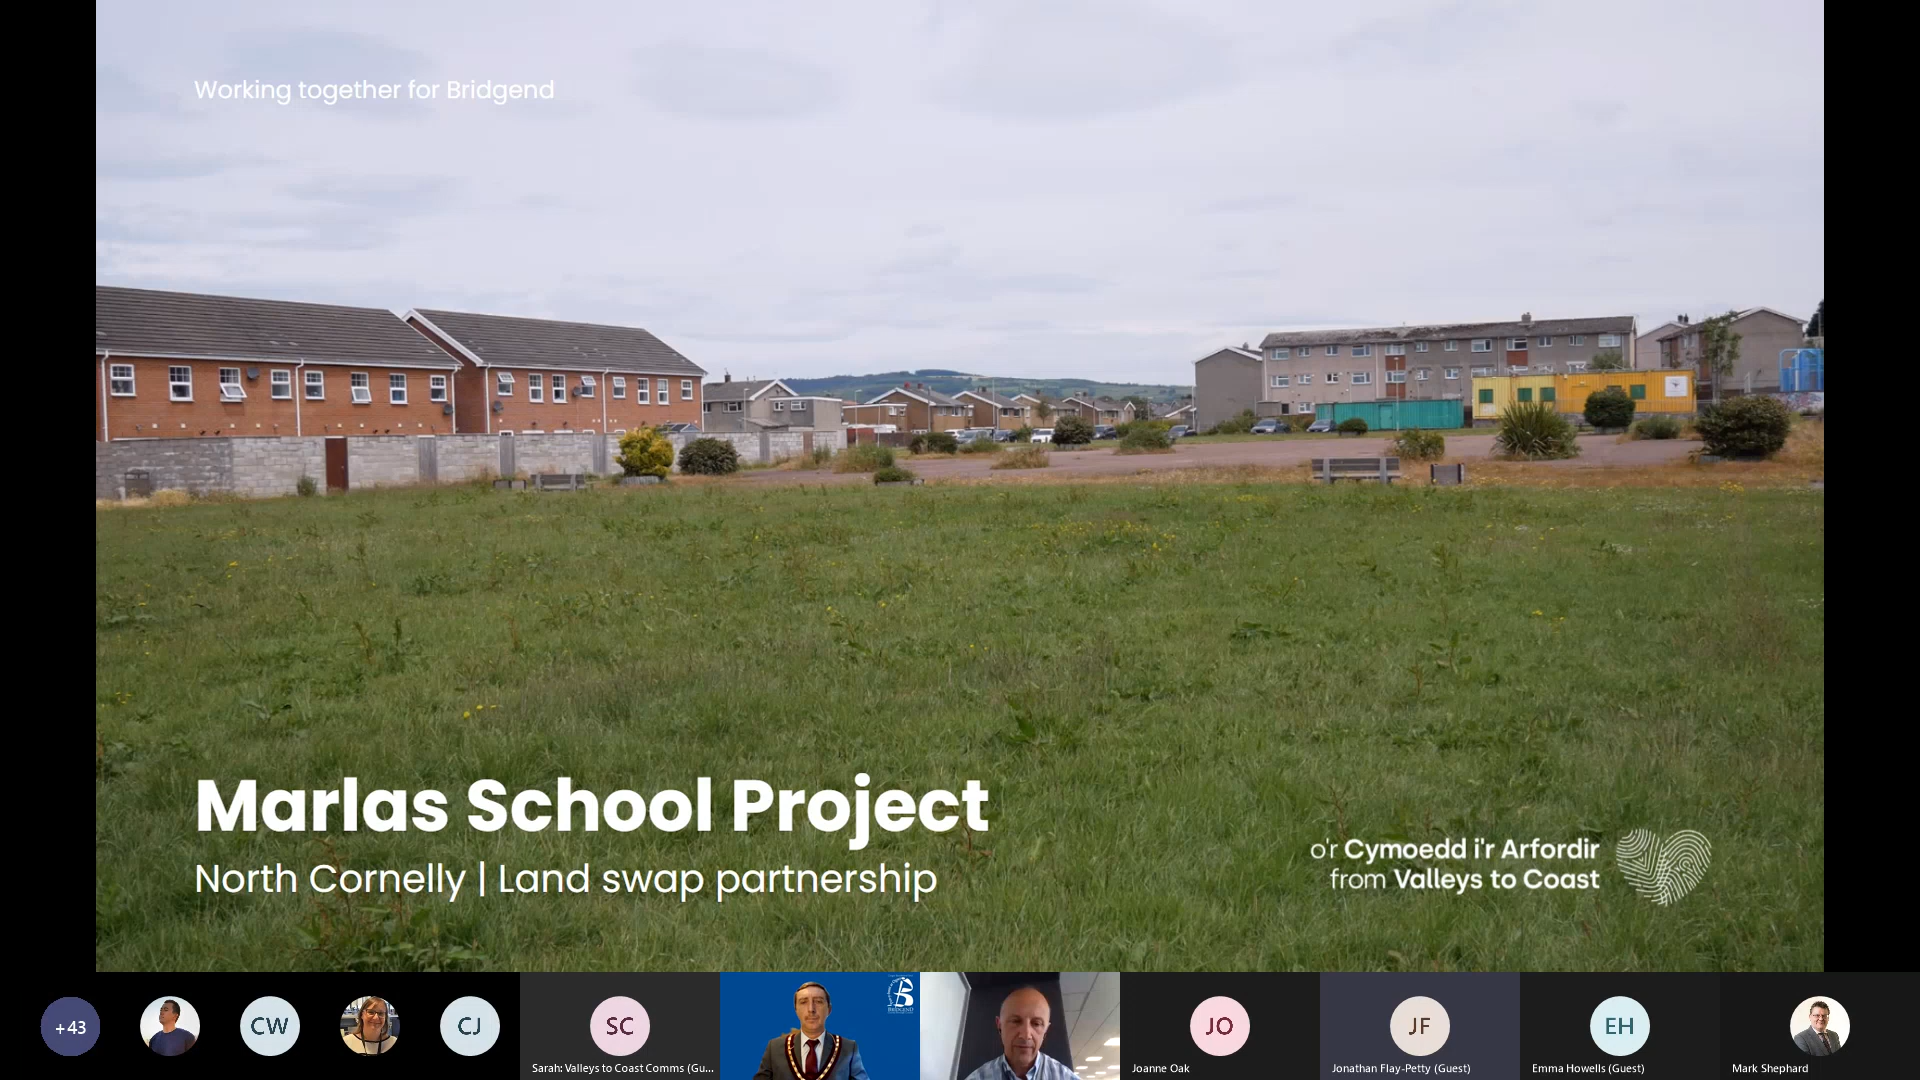 Working together for Bridgend
Marlas School Project
North Cornelly | Land swap partnership
o'r Cymoedd i'r Arfordir
from Valleys to Coast
+43
CW
CJ
SC
Sarah: Valleys to Coast Comms (Gu...
BRIDGEND
JO
Joanne Oak
JF
Jonathan Flay-Petty (Guest)
EH
Emma Howells (Guest)
Mark Shephard